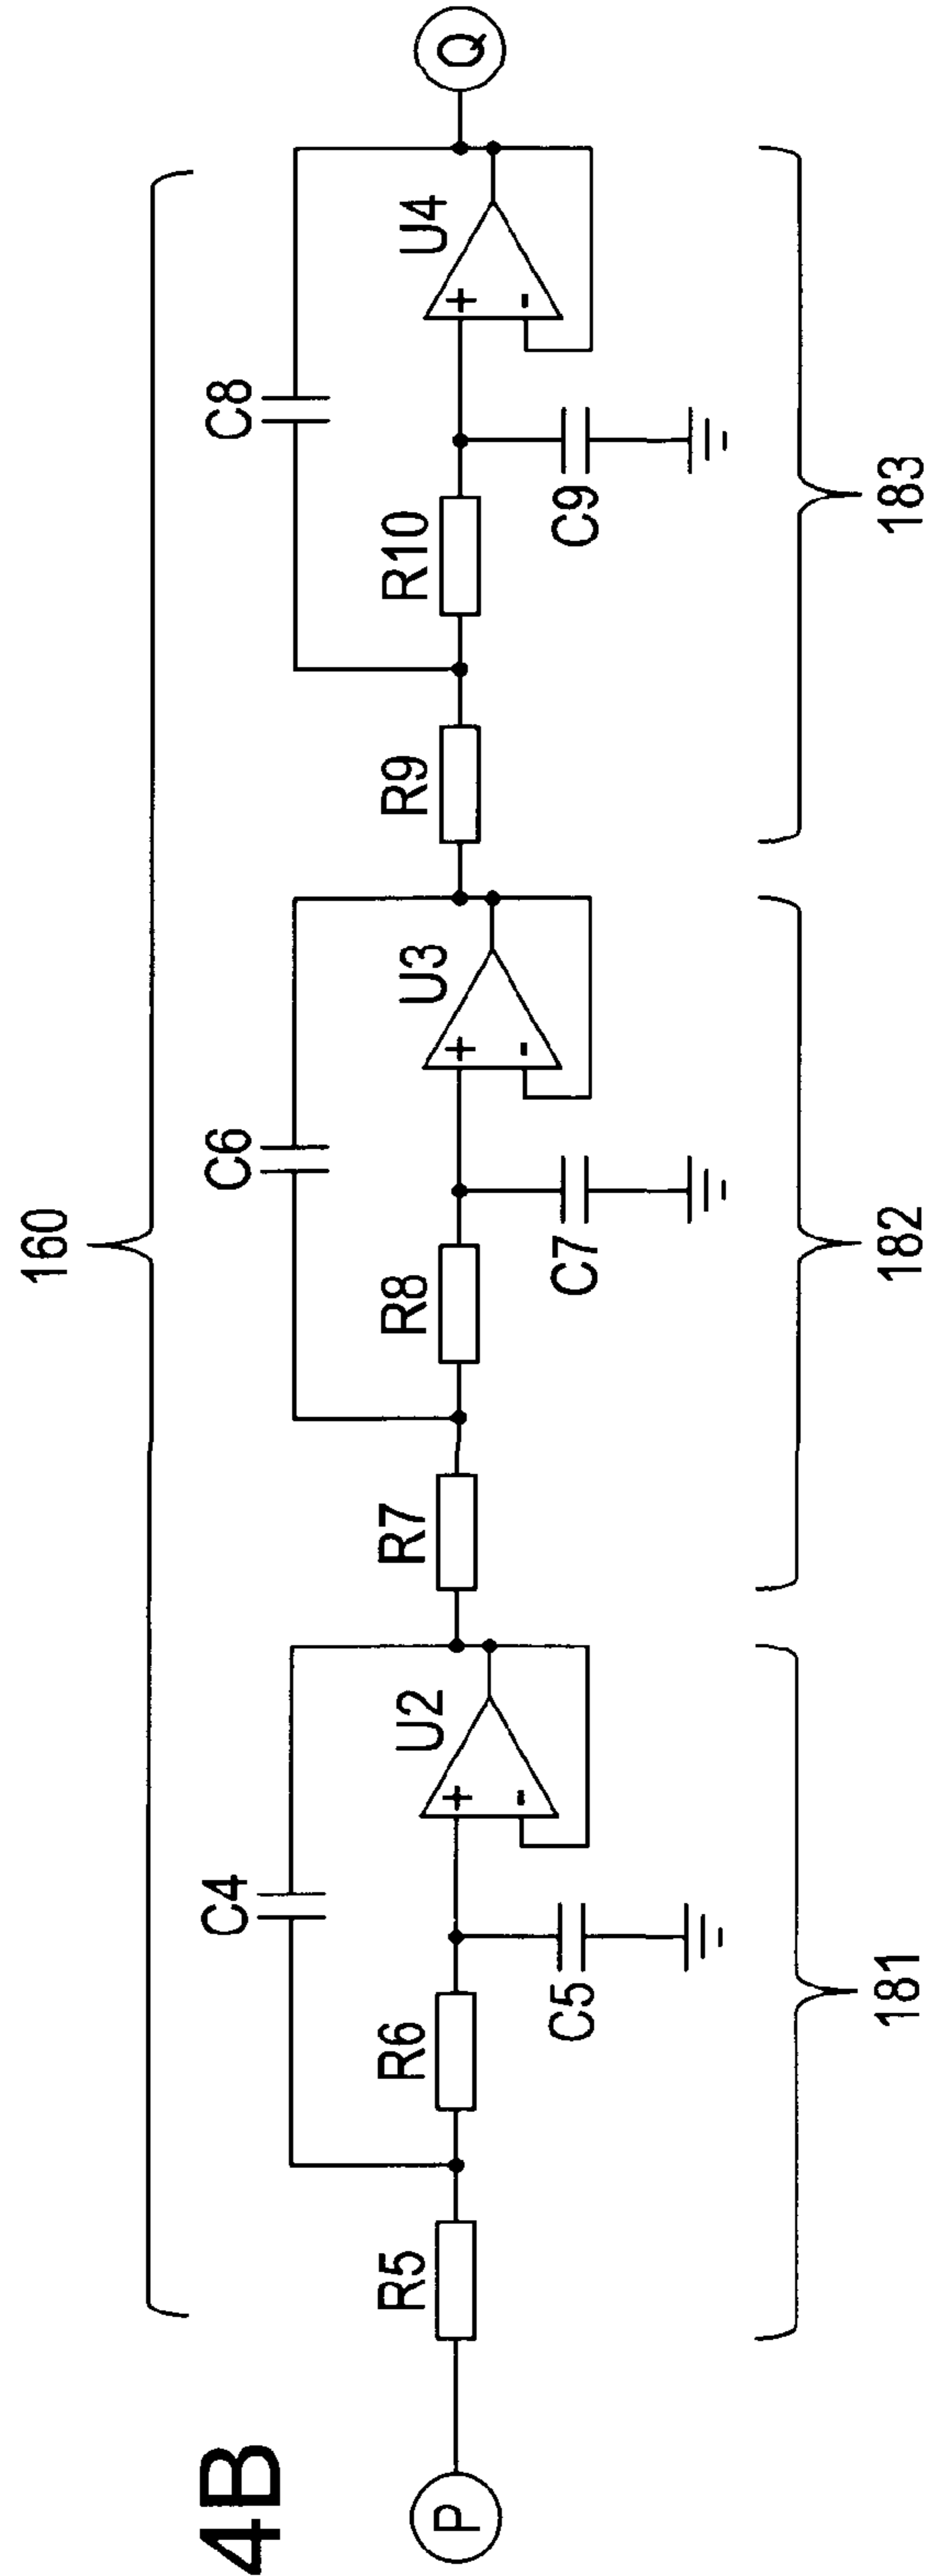 4B
160
C4
C6
C8
P
R5
R6
U2
+
-
R7
R8
U3
+
-
R9
R10
U4
+
-
Q
C5
C7
C9
181
182
183